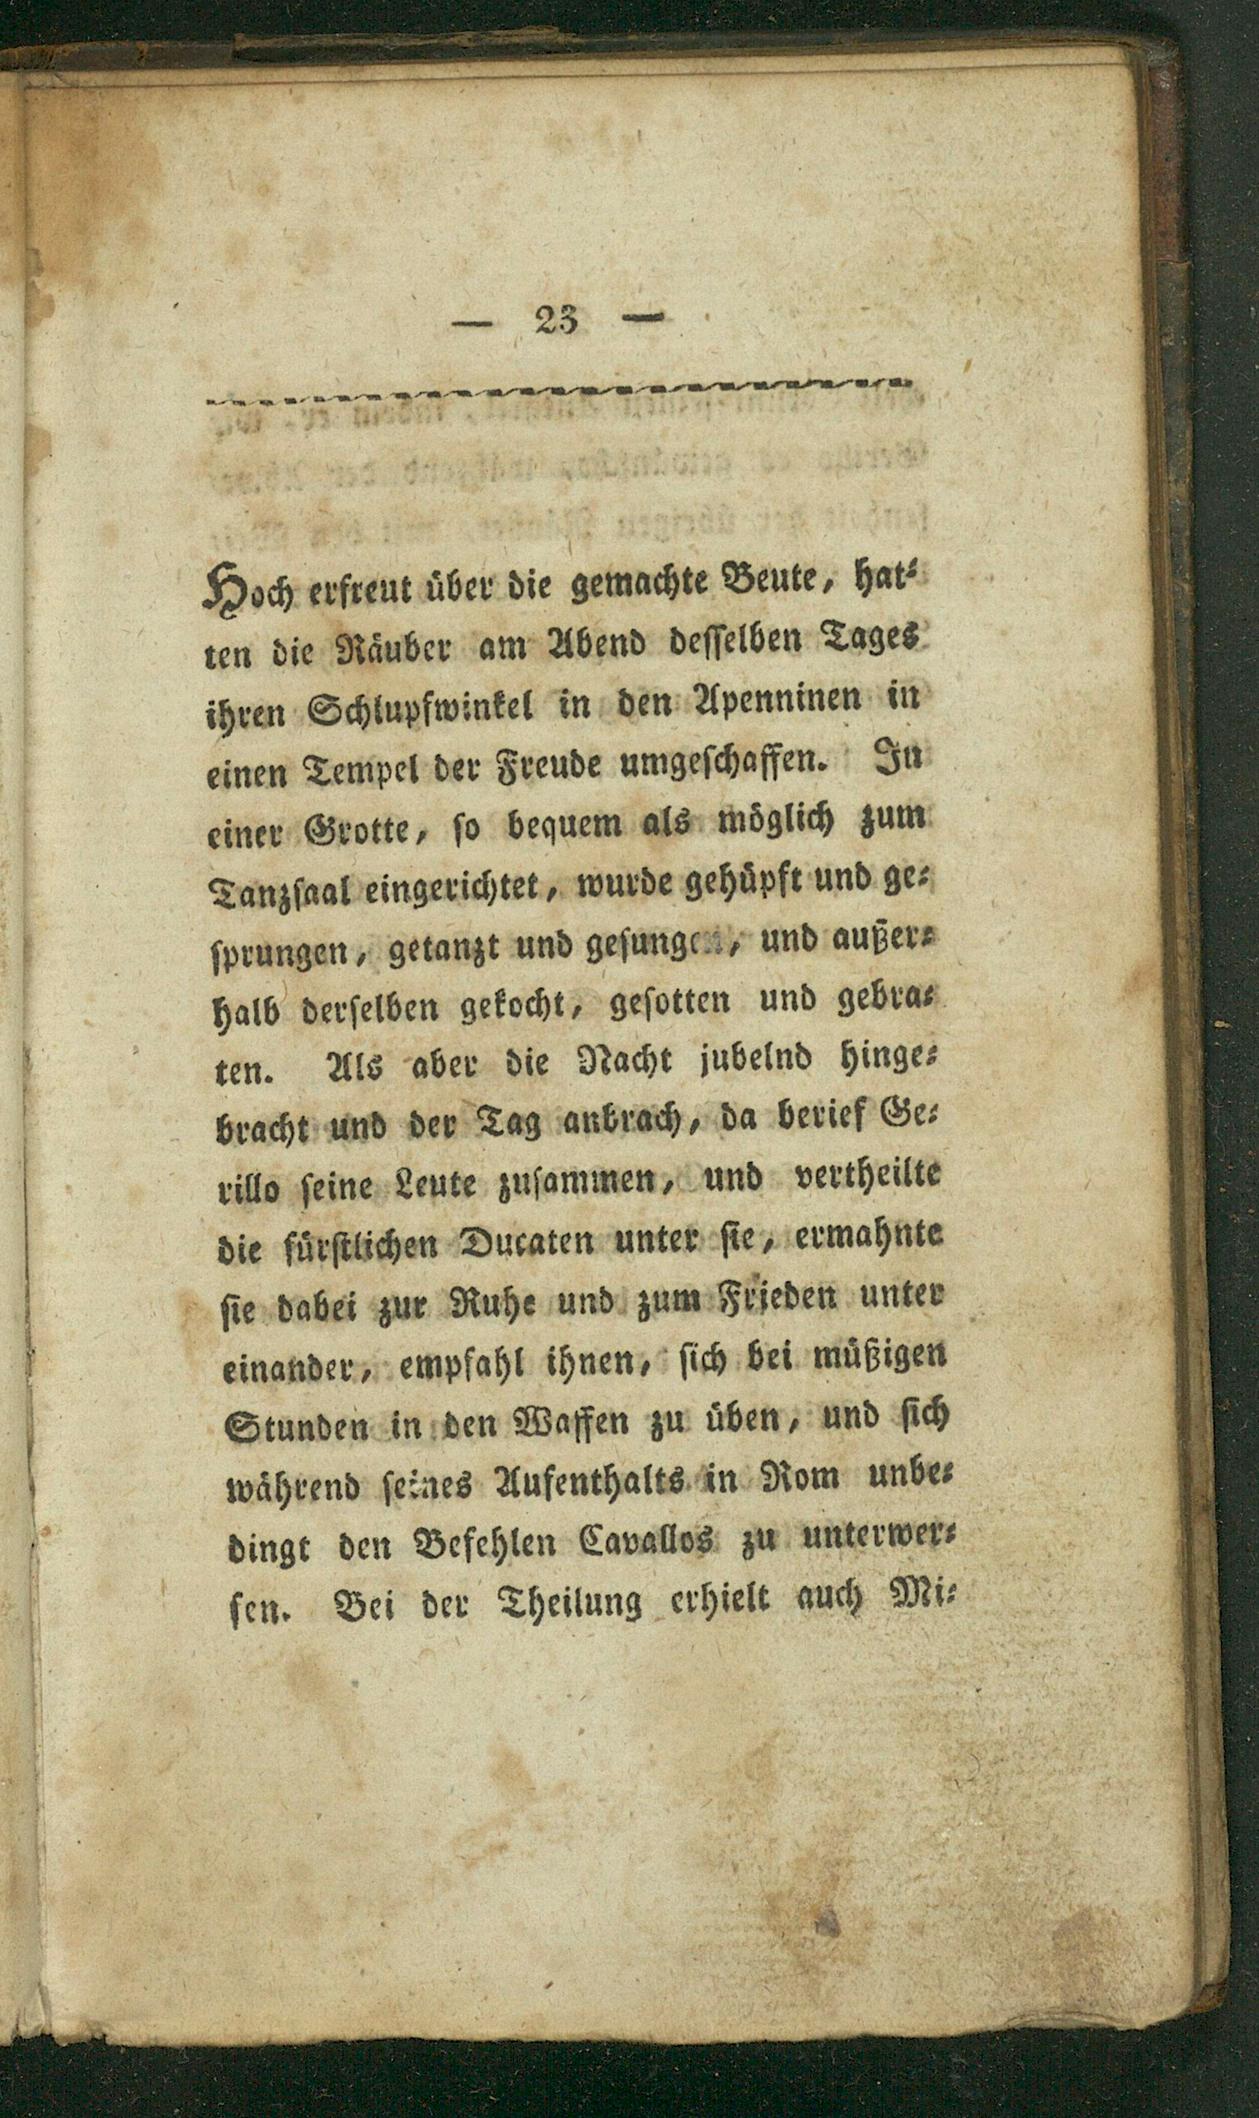 — 23 —
Hoch erfreut über die gemachte Beute, hat⸗
ten die Räuber am Abend deſſelben Tages
ihren Schlupfwinkel in den Apenninen in
einen Tempel der Freude umgeſchaffen. In
einer Grotte, ſo bequem als möglich zum
Tanzſaal eingerichtet, wurde gehüpft und ge⸗
ſprungen, getanzt und geſungen, und außer⸗
halb derſelben gekocht, geſotten und gebra⸗
ten. Als aber die Nacht jubelnd hinge⸗
bracht und der Tag anbrach, da berief Ge⸗
rillo ſeine Leute zuſammen, und vertheilte
die fürſtlichen Ducaten unter ſie, ermahnte
ſie dabei zur Ruhe und zum Frieden unter
einander, empfahl ihnen, ſich bei müßigen
Stunden in den Waffen zu üben, und ſich
während ſeines Aufenthalts in Rom unbe⸗
dingt den Befehlen Cavallos zu unterwer⸗
fen. Bei der Theilung erhielt auch Mi⸗